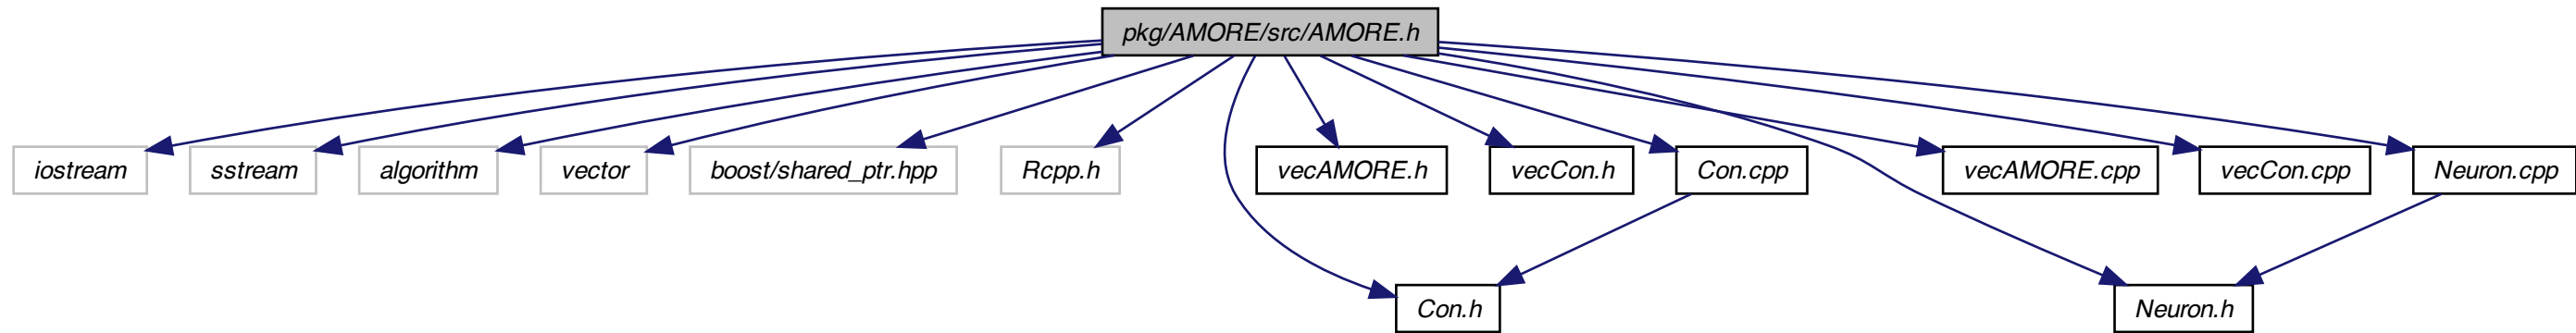 pkg/AMORE/src/AMORE.h
iostream
sstream
algorithm
vector
boost/shared_ptr.hpp
Rcpp.h
vecAMORE.h
vecCon.h
Con.cpp
vecAMORE.cpp
vecCon.cpp
Neuron.cpp
Con.h
Neuron.h